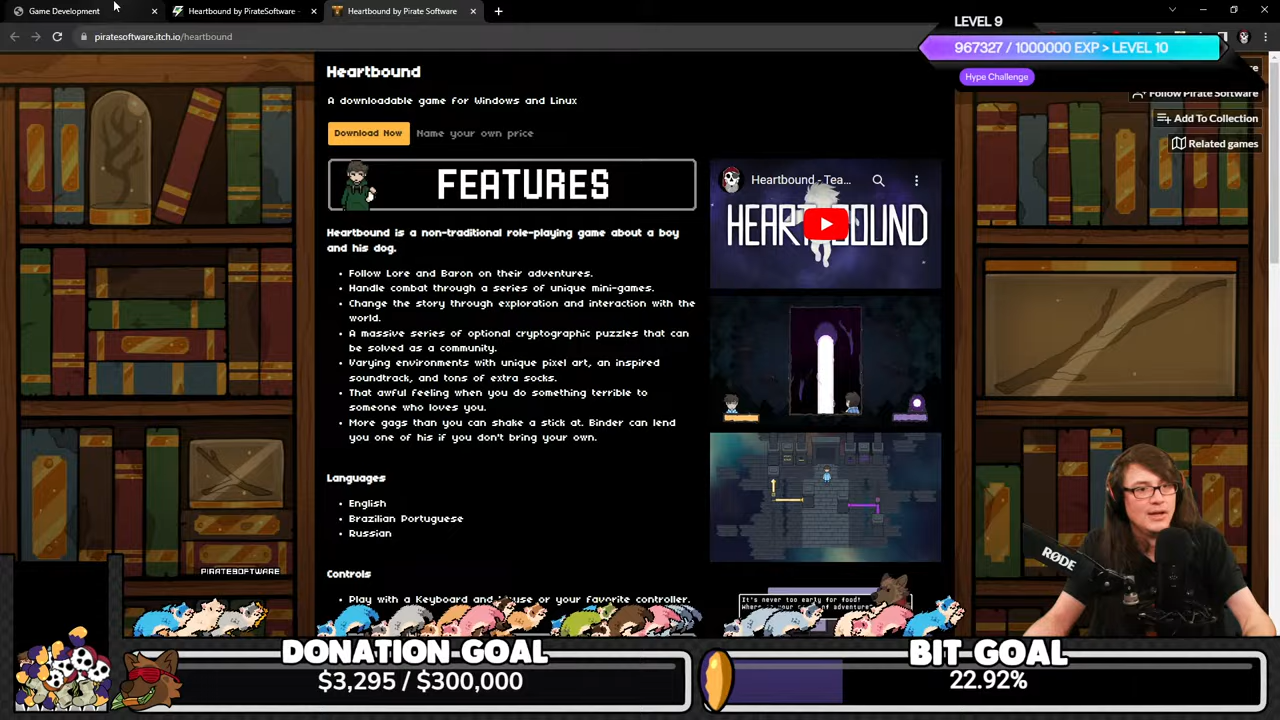 Game Development
Heartbound by PirateSoftware -
Heartbound by Pirate Software
piratesoftware.itch.io/heartbound
LEVEL 9
967327 / 1000000 EXP > LEVEL 10
Hype Challenge
Follow Pirate Software
Add To Collection
Related games
Heartbound
A downloadable game for Windows and Linux
Download Now
Name your own price
FEATURES
Heartbound - Tea...
HEARTBOUND
Heartbound is a non-traditional role-playing game about a boy
and his dog.
• Follow Lore and Baron on their adventures.
• Handle combat through a series of unique mini-games.
• Change the story through exploration and interaction with the
world.
• A massive series of optional cryptographic puzzles that can
be solved as a community.
• Varying environments with unique pixel art, an inspired
soundtrack, and tons of extra socks.
• That awful feeling when you do something terrible to
someone who loves you.
• More gags than you can shake a stick at. Binder can lend
you one of his if you don't bring your own.
Languages
• English
• Brazilian Portuguese
• Russian
Controls
• Play with a Keyboard and Mouse or your favorite controller.
It's never too early for food!
PIRATESOFTWARE
RØDE
DONATION GOAL
$3,295 / $300,000
BIT GOAL
22.92%